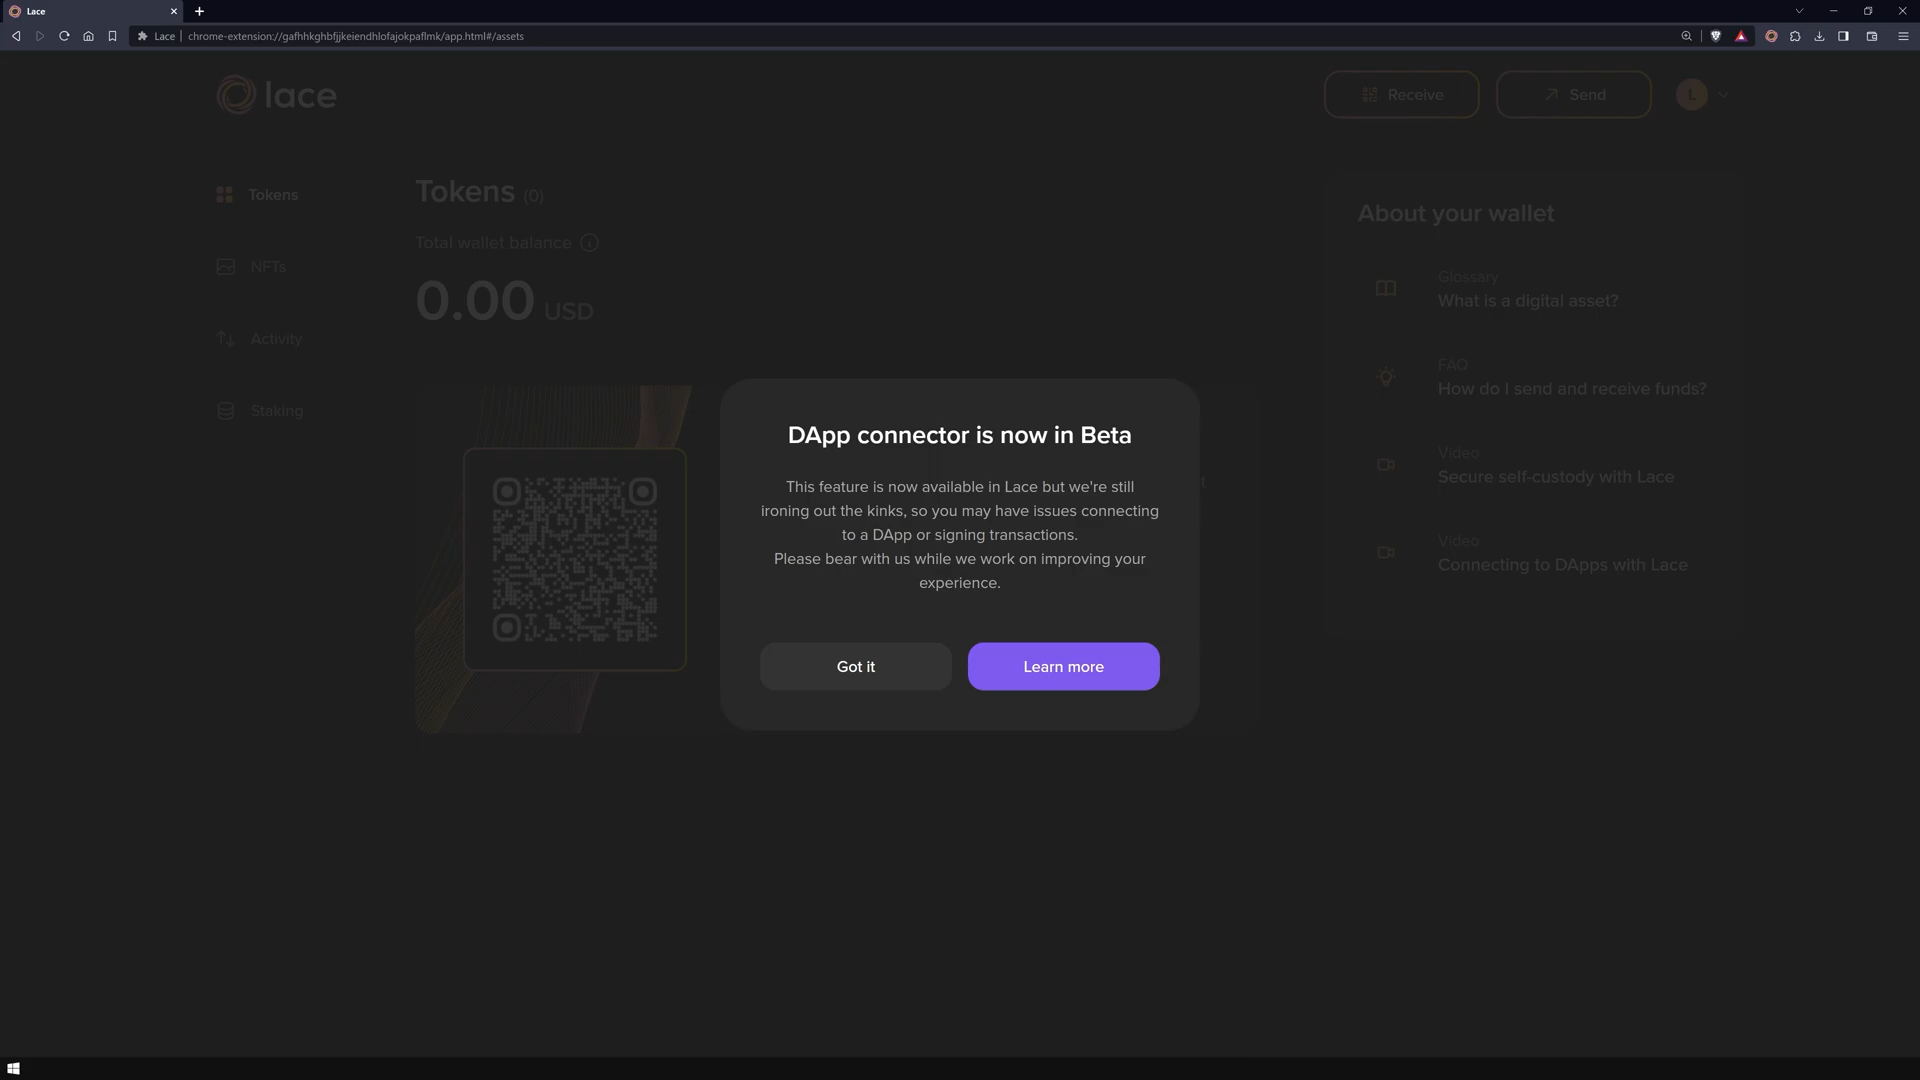 Lace
Lace
chrome-extension://gafhhkghbfjjkeiendhlofajokpaflmk/app.html#/assets
lace
Receive
Send
L
Tokens
NFTs
Activity
Staking
Tokens (0)
Total wallet balance
0.00 USD
DApp connector is now in Beta
This feature is now available in Lace but we're still
ironing out the kinks, so you may have issues connecting
to a DApp or signing transactions.
Please bear with us while we work on improving your
experience.
Got it
Learn more
About your wallet
Glossary
What is a digital asset?
FAQ
How do I send and receive funds?
Video
Secure self-custody with Lace
Video
Connecting to DApps with Lace